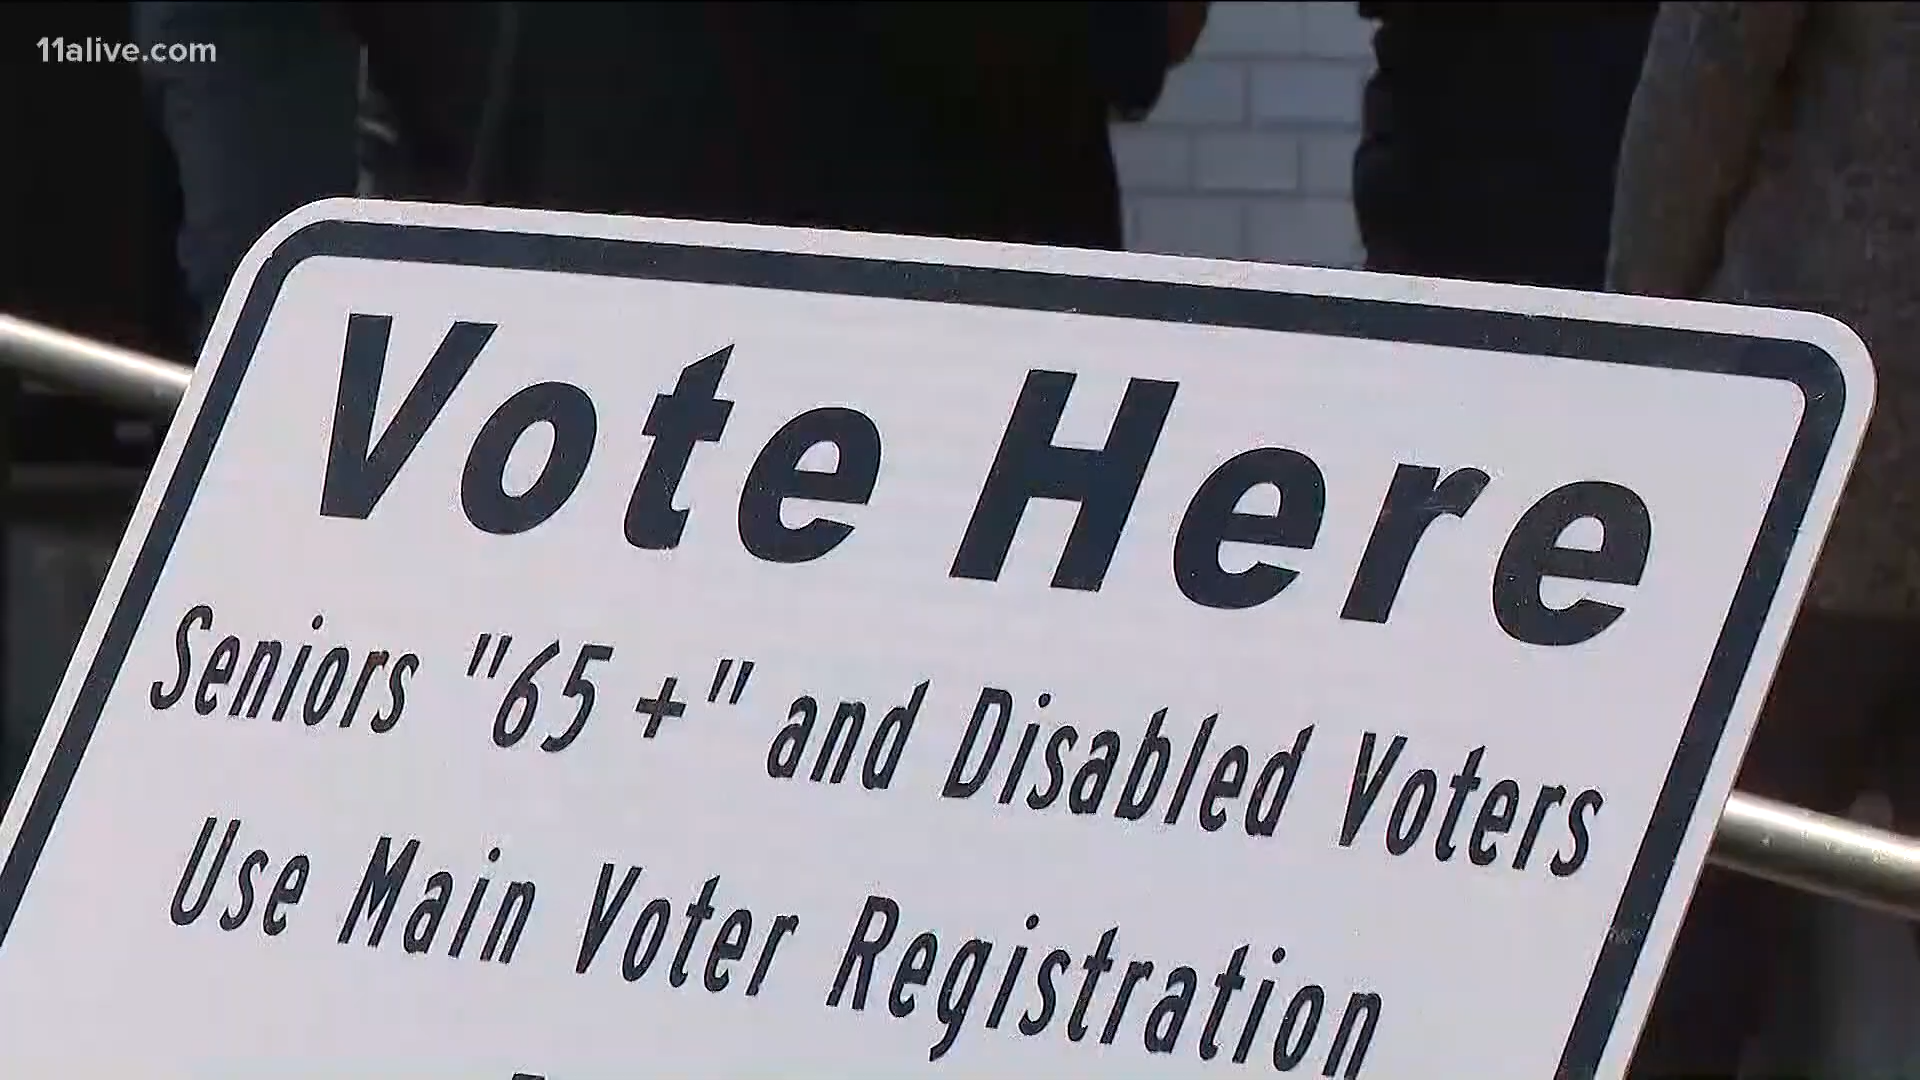 11alive.com
Vote Here
Seniors "65 +" and Disabled Voters
Use Main Voter Registration